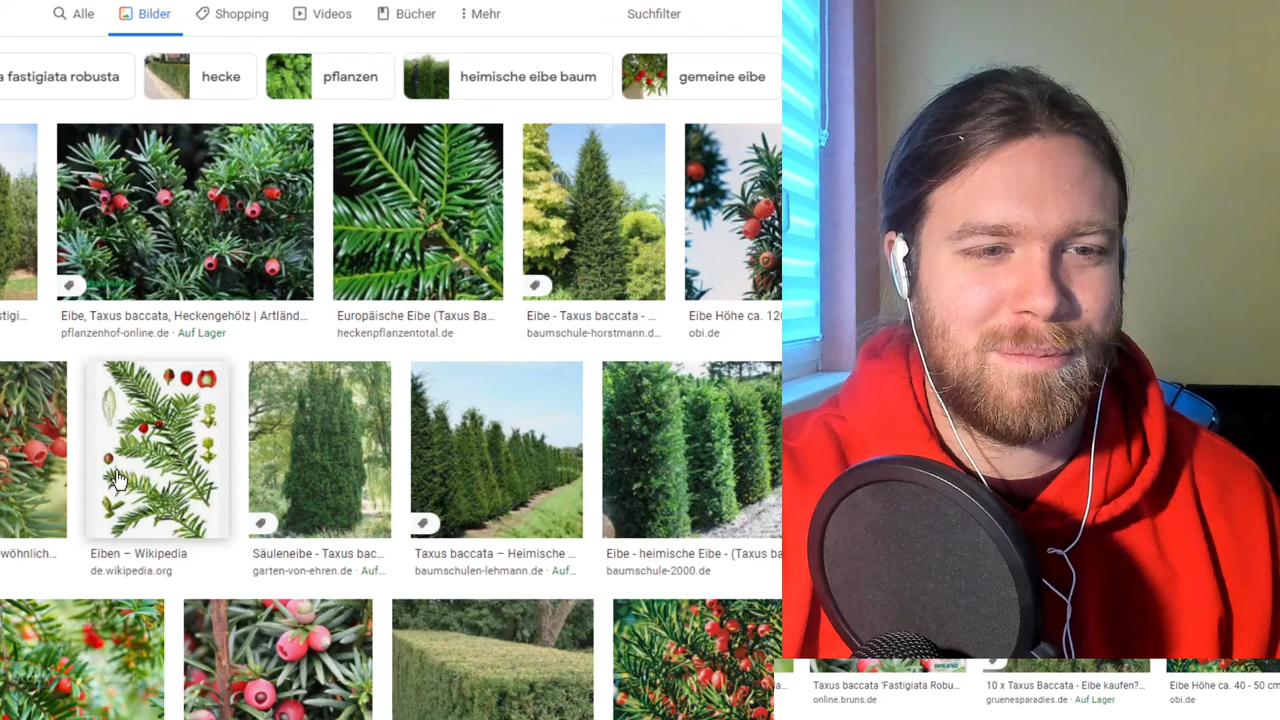 Alle
Bilder
Shopping
Videos
Bücher
Mehr
Suchfilter
a fastigiata robusta
hecke
pflanzen
heimische eibe baum
gemeine eibe
stigi...
Eibe, Taxus baccata, Heckengehölz | Artländ...
Europäische Eibe (Taxus Ba...
Eibe - Taxus baccata - ...
Eibe Höhe ca. 120
pflanzenhof-online.de · Auf Lager
heckenpflanzentotal.de
baumschule-horstmann.d...
obi.de
ewöhnlich...
Eiben – Wikipedia
Säuleneibe - Taxus bac...
Taxus baccata – Heimische ...
Eibe - heimische Eibe - (Taxus ba
de.wikipedia.org
garten-von-ehren.de · Auf...
baumschulen-lehmann.de · Auf...
baumschule-2000.de
BRUNS
Taxus baccata 'Fastigiata Robu...
10 x Taxus Baccata - Eibe kaufen?...
Eibe Höhe ca. 40 - 50 cm
online.bruns.de
gruenesparadies.de · Auf Lager
obi.de